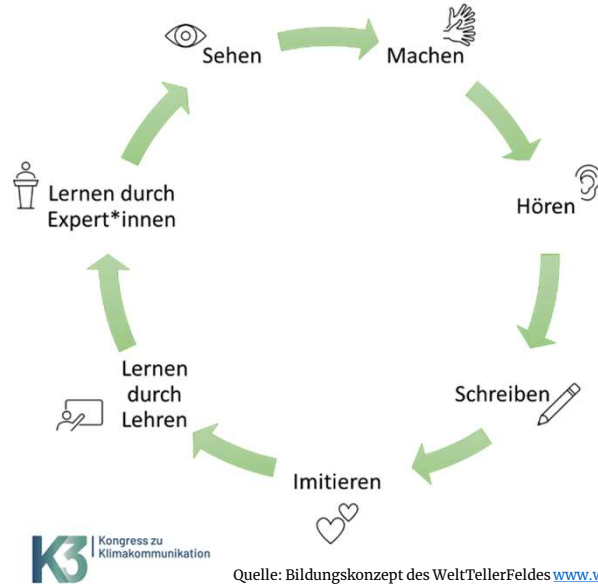 Sehen
Machen
Hören
Schreiben
Imitieren
Lernen
durch
Lehren
Lernen durch
Expert*innen
K3 Kongress zu
Klimakommunikation
Quelle: Bildungskonzept des WeltTellerFeldes